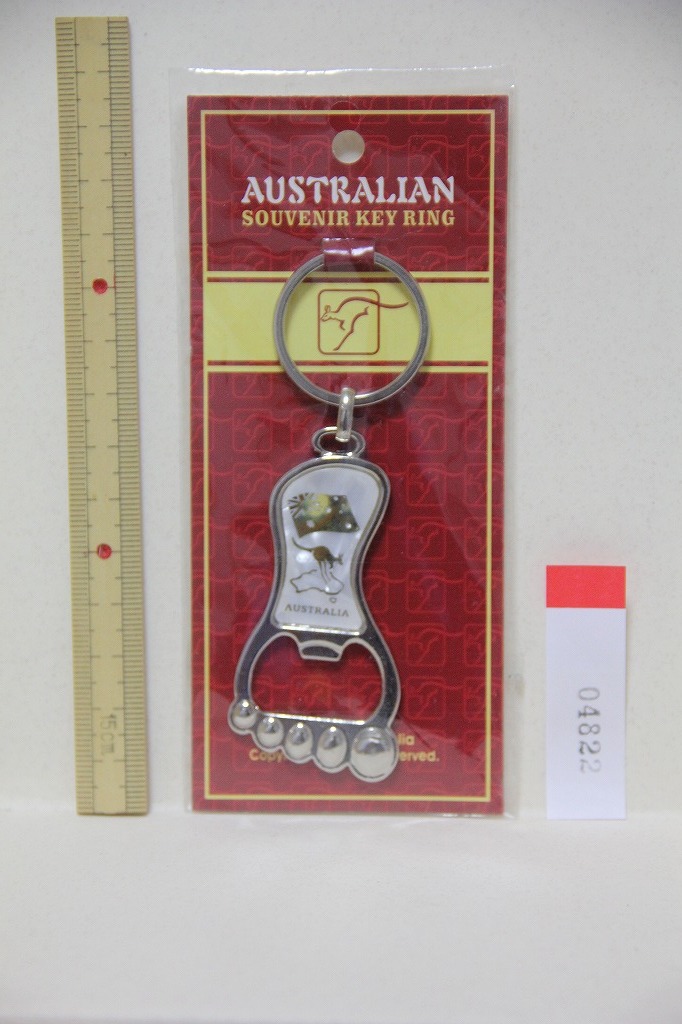 AUSTRALIAN
SOUVENIR KEY RING
AUSTRALIA
15cm
04822